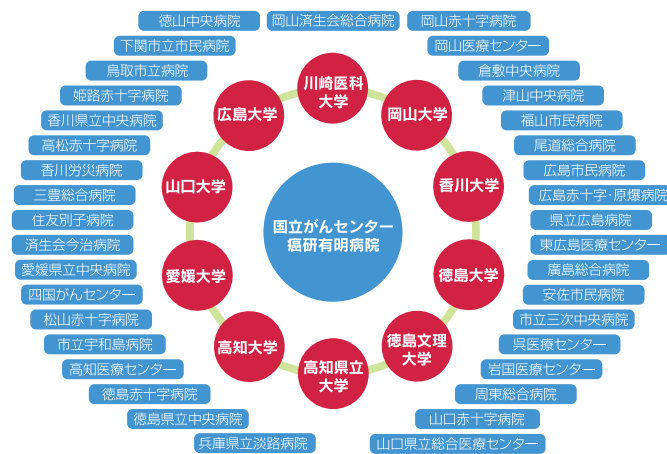 徳山中央病院
岡山済生会総合病院
岡山赤十字病院
下関市立市民病院
岡山医療センター
鳥取市立病院
倉敷中央病院
姫路赤十字病院
津山中央病院
香川県立中央病院
福山市民病院
高松赤十字病院
尾道総合病院
香川労災病院
広島市民病院
三豊総合病院
広島赤十字・原爆病院
住友別子病院
県立広島病院
済生会今治病院
東広島医療センター
愛媛県立中央病院
廣島総合病院
四国がんセンター
安佐市民病院
松山赤十字病院
市立三次中央病院
市立宇和島病院
呉医療センター
高知医療センター
岩国医療センター
徳島赤十字病院
周東総合病院
徳島県立中央病院
山口赤十字病院
兵庫県立淡路病院
山口県立総合医療センター
川崎医科
大学
岡山大学
香川大学
徳島大学
徳島文理
大学
高知県立
大学
高知大学
愛媛大学
山口大学
広島大学
国立がんセンター
癌研有明病院